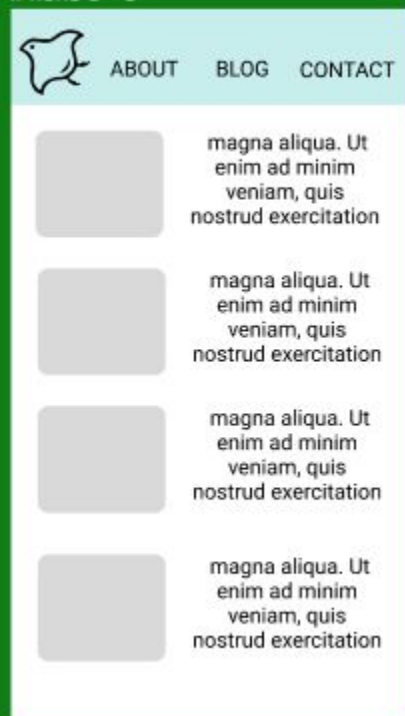 ABOUT BLOG CONTACT
magna aliqua. Ut
enim ad minim
veniam, quis
nostrud exercitation
magna aliqua. Ut
enim ad minim
veniam, quis
nostrud exercitation
magna aliqua. Ut
enim ad minim
veniam, quis
nostrud exercitation
magna aliqua. Ut
enim ad minim
veniam, quis
nostrud exercitation